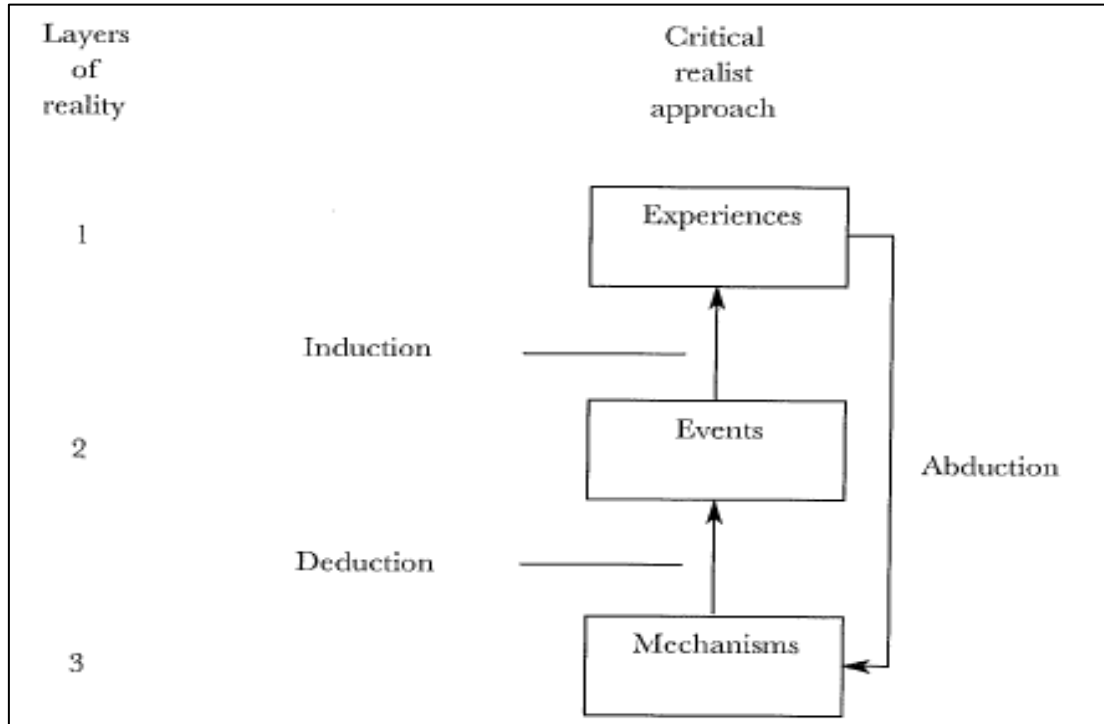 Layers
of
reality
Critical
realist
approach
1
Experiences
Induction
2
Events
Abduction
Deduction
3
Mechanisms